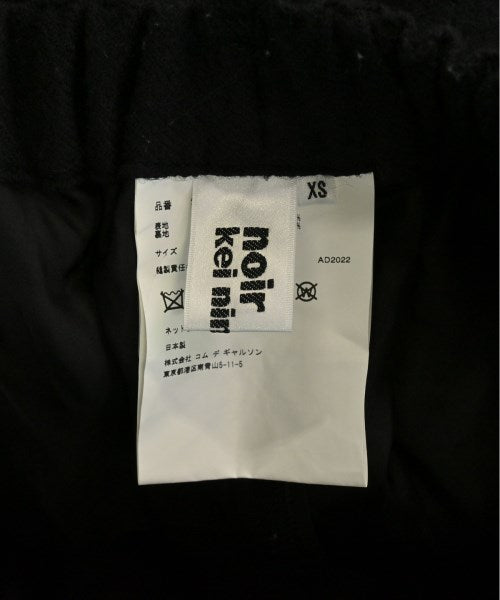 XS
品番
表地
裏地
サイズ
縫製責任
AD2022
noir
kei nin
W
ネット
日本製
株式会社 コム デ ギャルソン
東京都港区南青山5-11-5